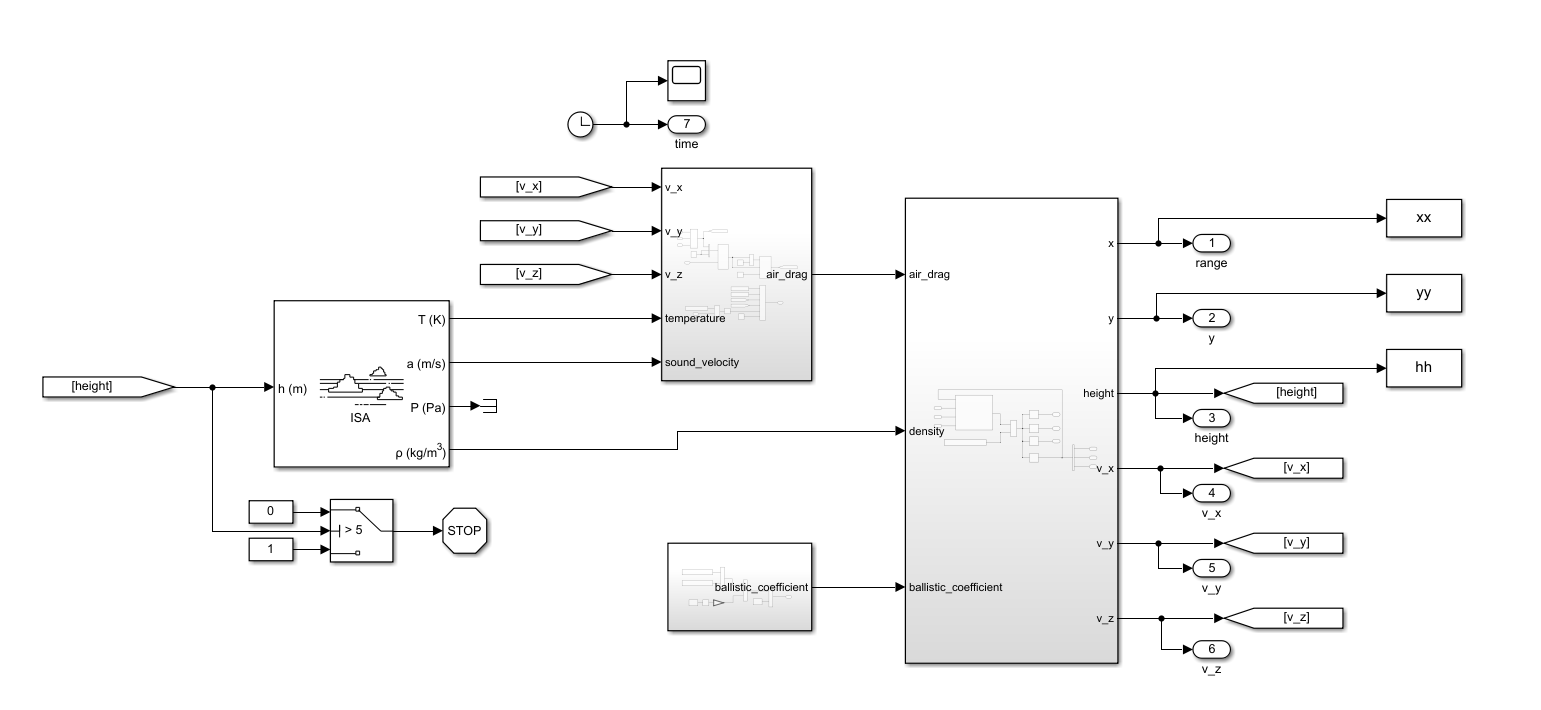 7
time
[v_x]
[v_y]
[v_z]
v_x
v_y
v_z
temperature
sound_velocity
air_drag
[height]
h (m)
ISA
T (K)
a (m/s)
P (Pa)
ρ (kg/m³)
0
1
> 5
STOP
ballistic_coefficient
air_drag
density
ballistic_coefficient
x
y
height
v_x
v_y
v_z
xx
1
range
yy
2
y
hh
[height]
3
height
[v_x]
4
v_x
[v_y]
5
v_y
[v_z]
6
v_z